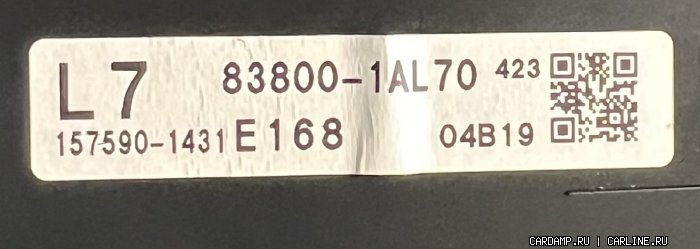 L7 83800-1AL70 423
157590-1431 E168 04B19
CARDAMP.RU | CARLINE.RU